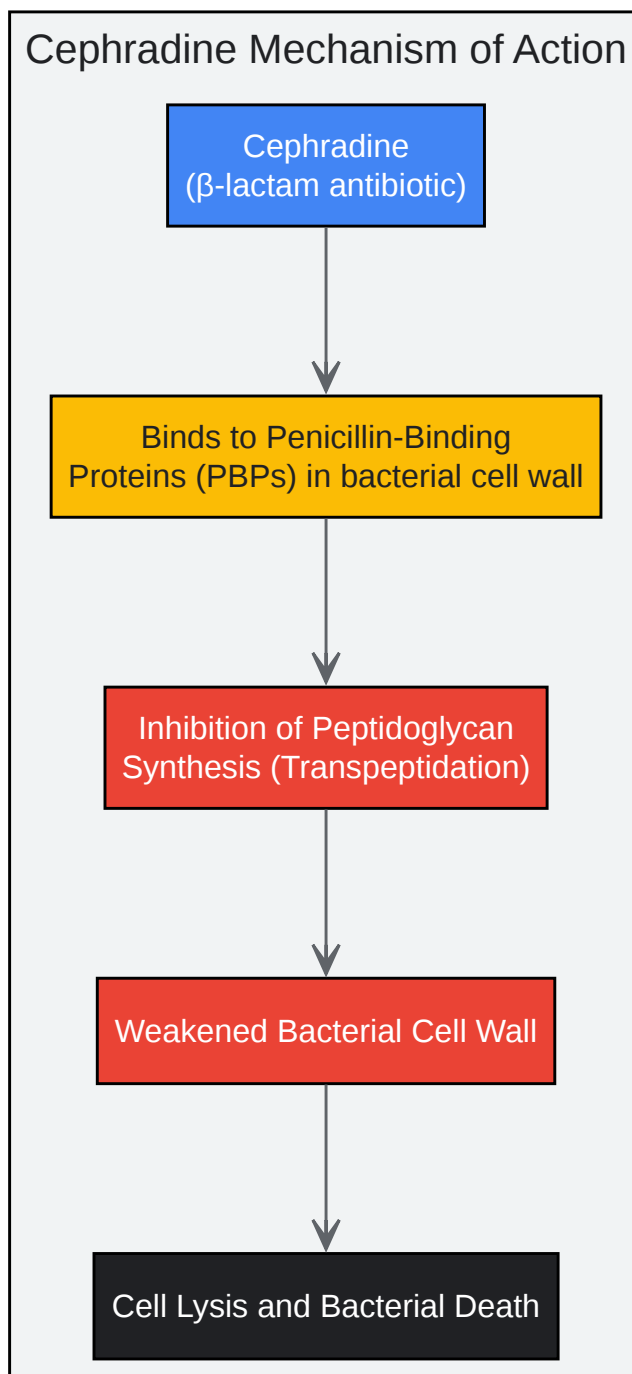 Cephradine Mechanism of Action
Cephradine
(β-lactam antibiotic)
Binds to Penicillin-Binding
Proteins (PBPs) in bacterial cell wall
Inhibition of Peptidoglycan
Synthesis (Transpeptidation)
Weakened Bacterial Cell Wall
Cell Lysis and Bacterial Death